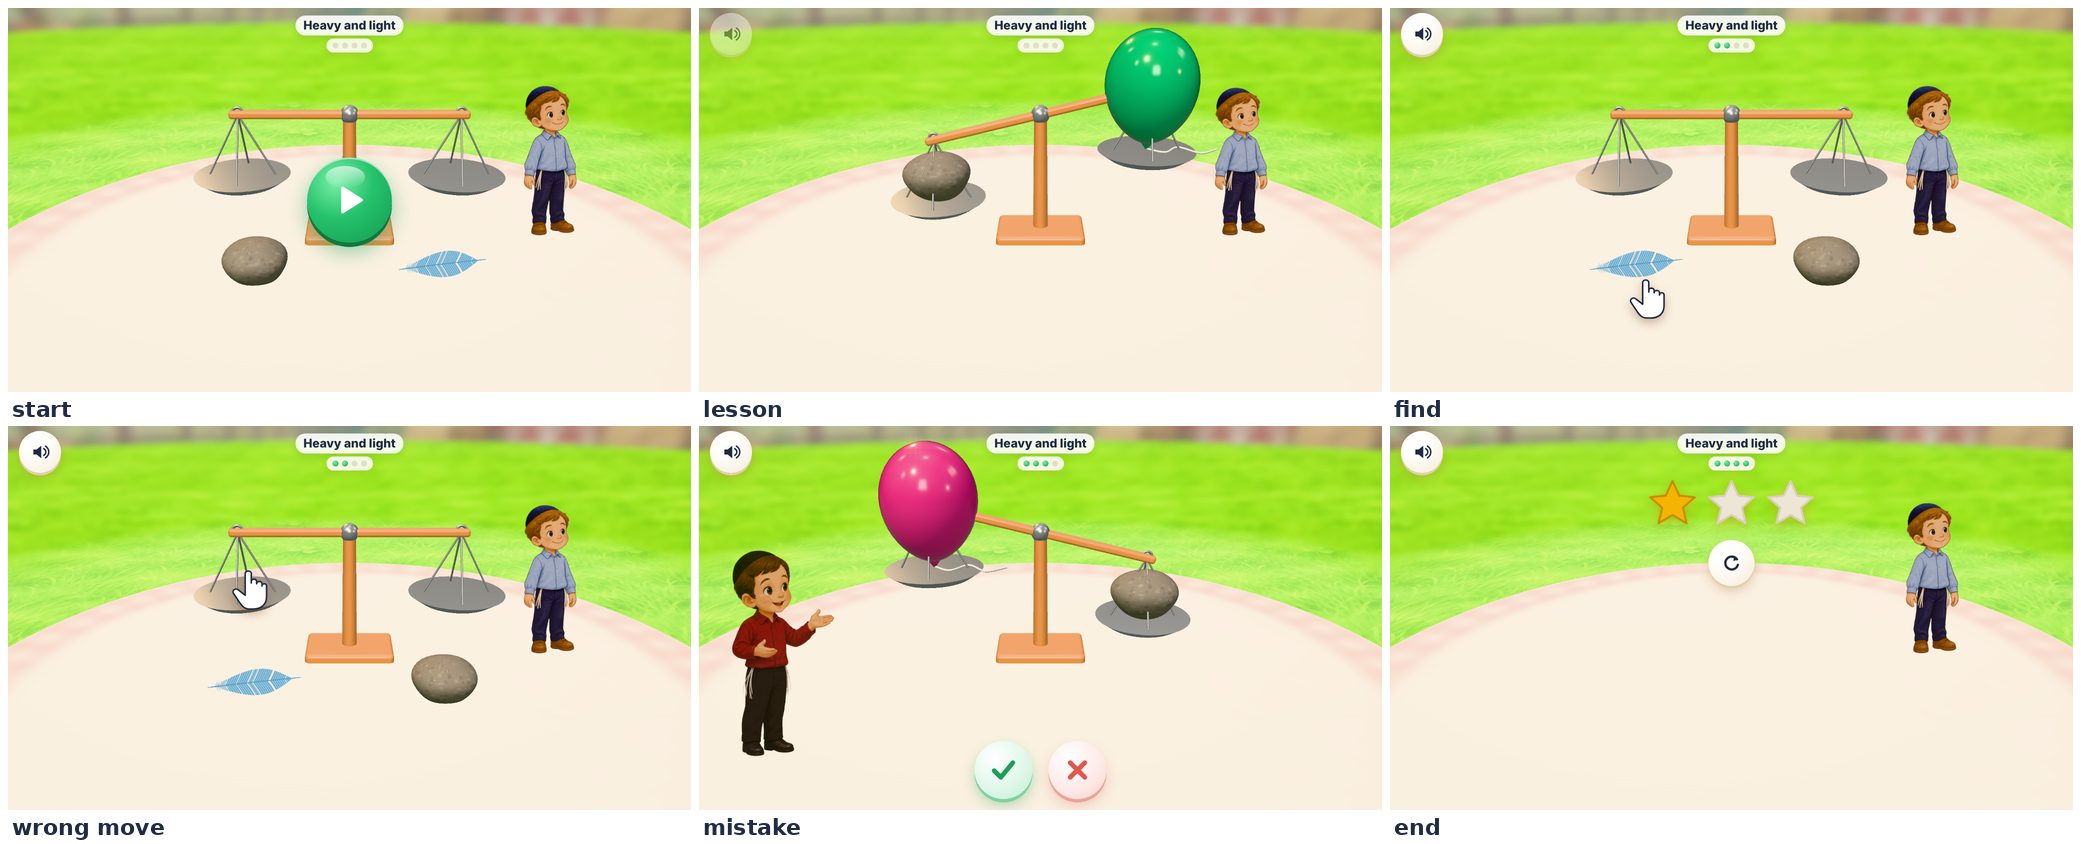 Heavy and light
Heavy and light
Heavy and light
start
lesson
find
Heavy and light
Heavy and light
Heavy and light
wrong move
mistake
end